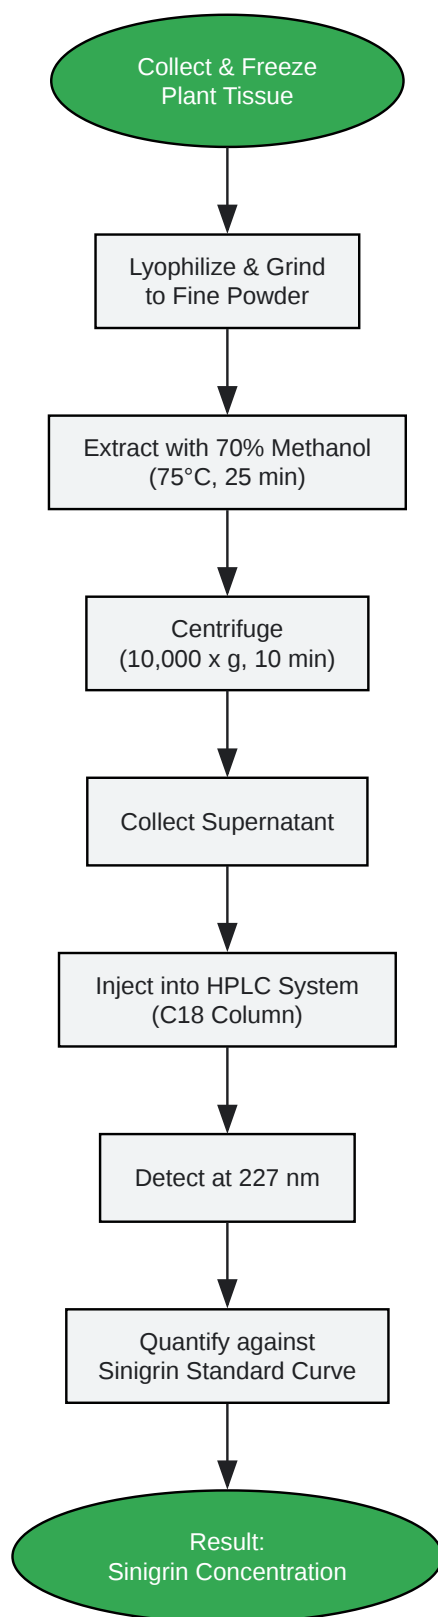 Collect & Freeze
Plant Tissue
Lyophilize & Grind
to Fine Powder
Extract with 70% Methanol
(75°C, 25 min)
Centrifuge
(10,000 x g, 10 min)
Collect Supernatant
Inject into HPLC System
(C18 Column)
Detect at 227 nm
Quantify against
Sinigrin Standard Curve
Result:
Sinigrin Concentration